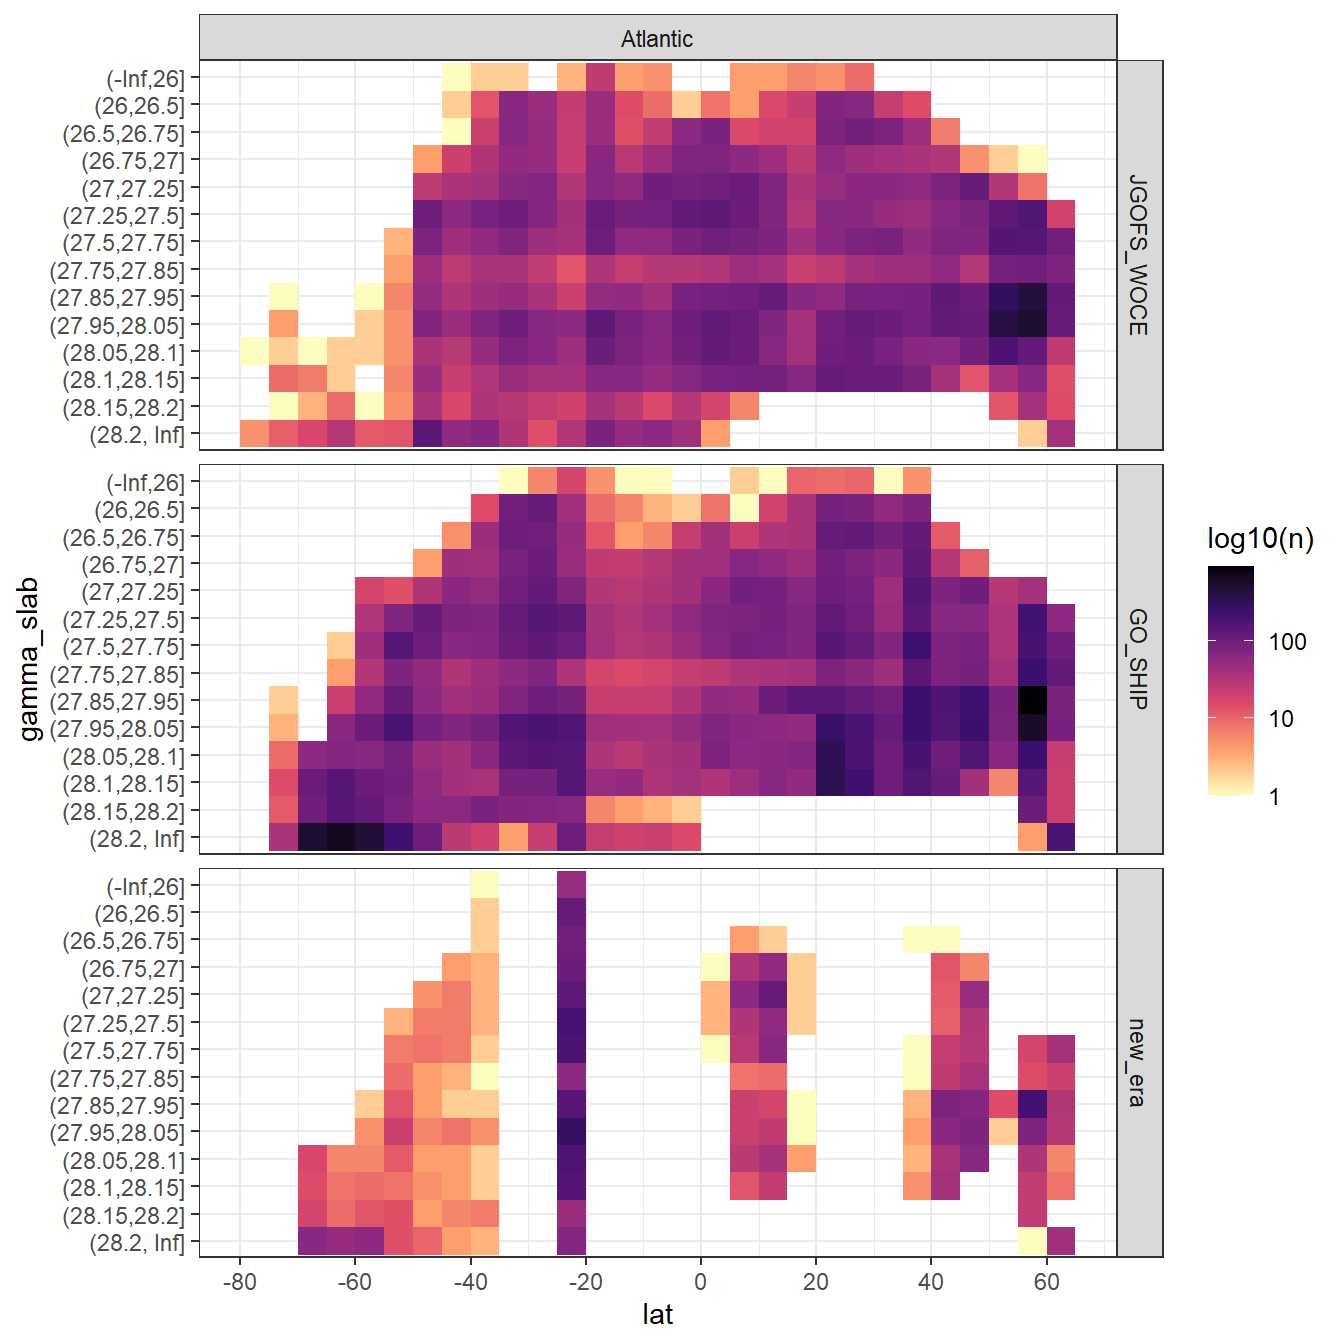 Atlantic
(-Inf,26]
(26,26.5]
(26.5,26.75]
(26.75,27]
(27,27.25]
(27.25,27.5]
(27.5,27.75]
(27.75,27.85]
(27.85,27.95]
(27.95,28.05]
(28.05,28.1]
(28.1,28.15]
(28.15,28.2]
(28.2, Inf]
JGOFS_WOCE
(-Inf,26]
(26,26.5]
(26.5,26.75]
(26.75,27]
(27,27.25]
(27.25,27.5]
(27.5,27.75]
(27.75,27.85]
(27.85,27.95]
(27.95,28.05]
(28.05,28.1]
(28.1,28.15]
(28.15,28.2]
(28.2, Inf]
GO_SHIP
(-Inf,26]
(26,26.5]
(26.5,26.75]
(26.75,27]
(27,27.25]
(27.25,27.5]
(27.5,27.75]
(27.75,27.85]
(27.85,27.95]
(27.95,28.05]
(28.05,28.1]
(28.1,28.15]
(28.15,28.2]
(28.2, Inf]
new_era
gamma_slab
-80 -60 -40 -20 0 20 40 60
lat
log10(n)
100
10
1